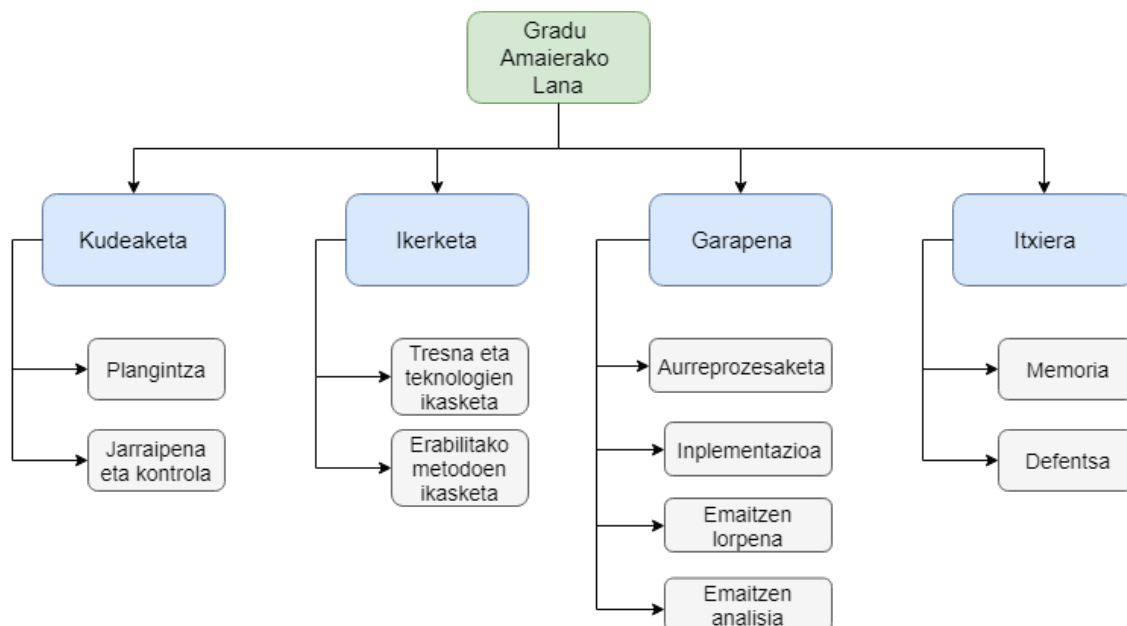 Gradu
Amaierako
Lana
Kudeaketa
Ikerketa
Garapena
Itxiera
Plangintza
Jarraipena
eta kontrola
Tresna eta
teknologien
ikasketa
Erabilitako
metodoen
ikasketa
Aurreprozesaketa
Inplementazioa
Emaitzen
lorpena
Emaitzen
analisia
Memoria
Defentsa